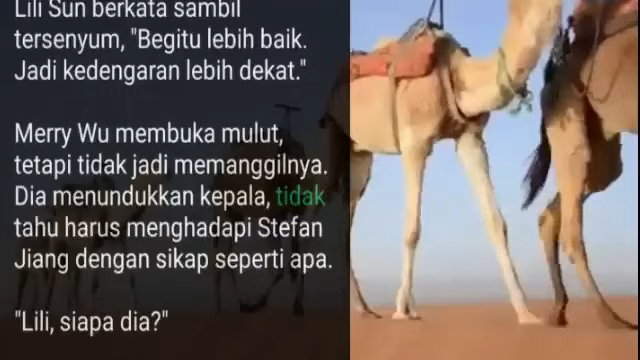 Lili Sun berkata sambil
tersenyum, "Begitu lebih baik.
Jadi kedengaran lebih dekat."
Merry Wu membuka mulut,
tetapi tidak jadi memanggilnya.
Dia menundukkan kepala, tidak
tahu harus menghadapi Stefan
Jiang dengan sikap seperti apa.
"Lili, siapa dia?"